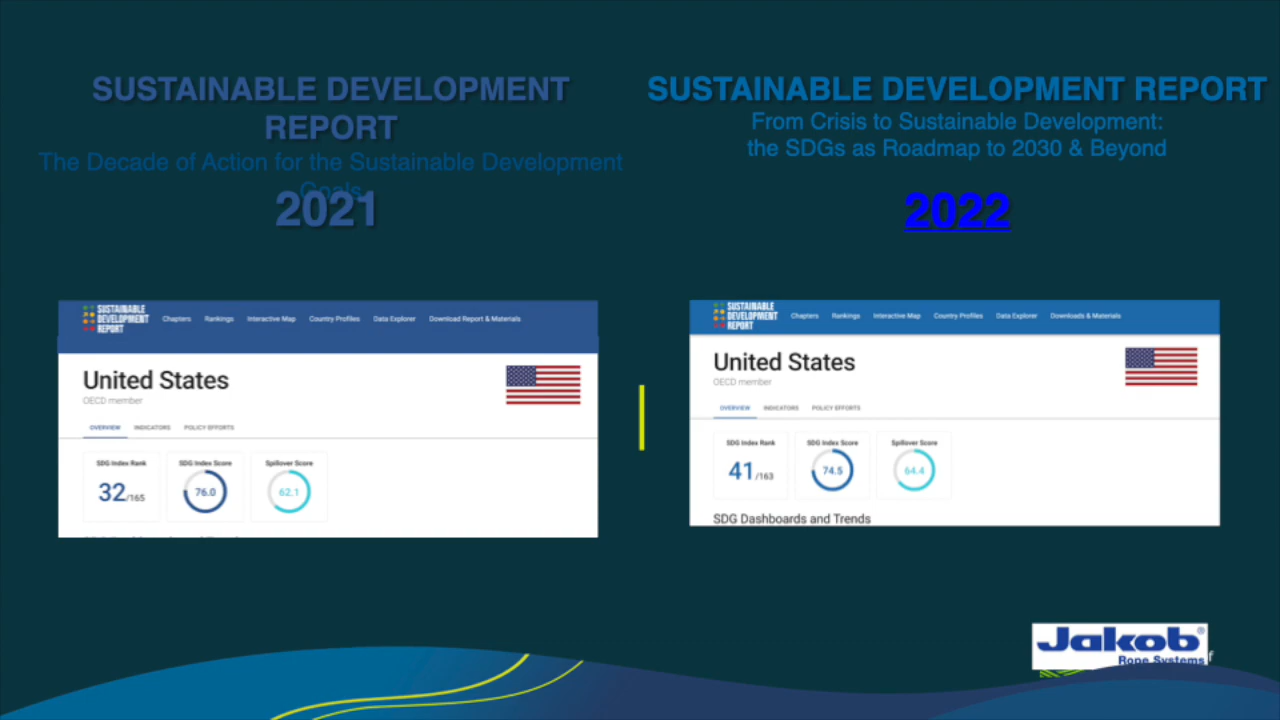 SUSTAINABLE DEVELOPMENT
REPORT
The Decade of Action for the Sustainable Development
Goals
2021
SUSTAINABLE DEVELOPMENT REPORT
From Crisis to Sustainable Development:
the SDGs as Roadmap to 2030 & Beyond
2022
SUSTAINABLE
DEVELOPMENT
REPORT
Chapters Rankings Interactive Map Country Profiles Data Explorer Download Report & Materials
United States
OECD member
OVERVIEW INDICATORS POLICY EFFORTS
SDG Index Rank SDG Index Score Spillover Score
32/165 76.0 62.1
SUSTAINABLE
DEVELOPMENT
REPORT
Chapters Rankings Interactive Map Country Profiles Data Explorer Downloads & Materials
United States
OECD member
OVERVIEW INDICATORS POLICY EFFORTS
SDG Index Rank SDG Index Score Spillover Score
41/163 74.5 64.4
SDG Dashboards and Trends
Jakob®
Rope Systems